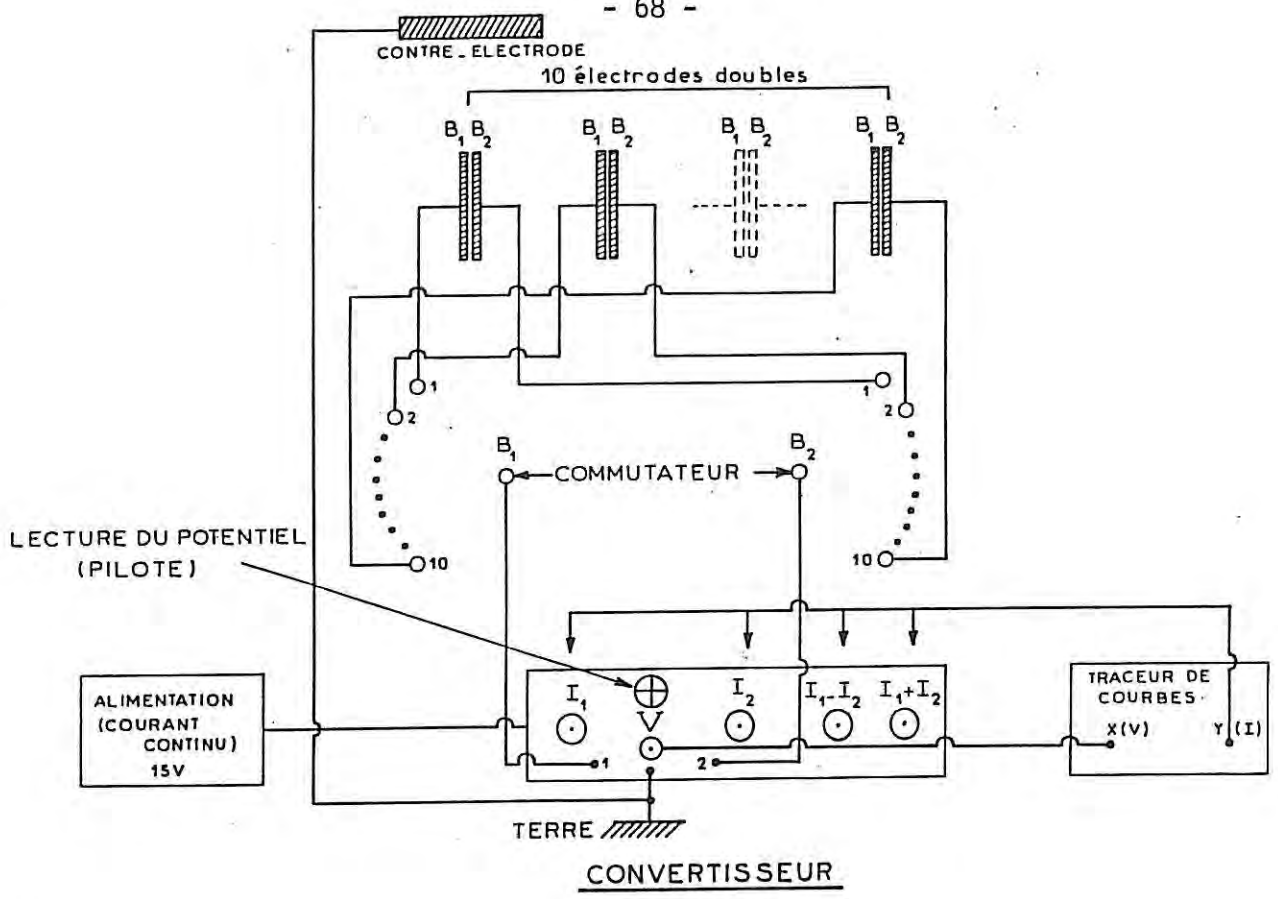 - 68 -
CONTRE_ELECTRODE
10 électrodes doubles
B1 B2
B1 B2
B1 B2
B1 B2
1
2
10
1
2
10
B1
COMMUTATEUR
B2
LECTURE DU POTENTIEL
(PILOTE)
ALIMENTATION
(COURANT
CONTINU)
15V
I1
V
I2
I1-I2
I1+I2
1
2
TRACEUR DE
COURBES
X(V)
Y(I)
TERRE
CONVERTISSEUR